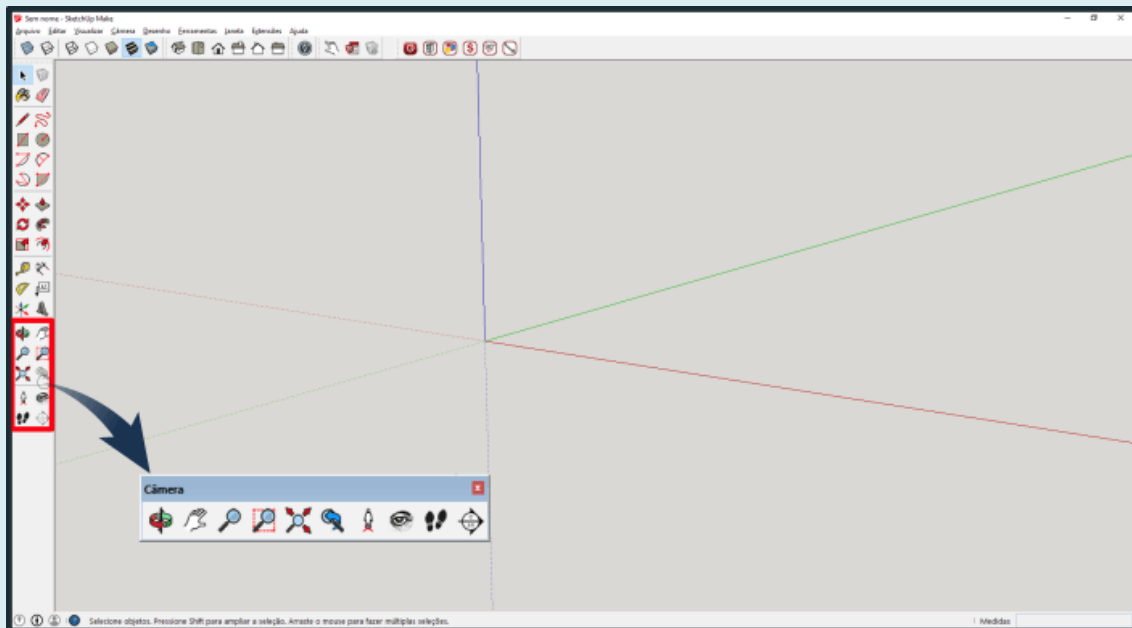 Sem nome - SketchUp Make
Arquivo Editar Visualizar Câmera Desenho Ferramentas Janela Extensões Ajuda
Câmera
Selecione objetos. Pressione Shift para ampliar a seleção. Arraste o mouse para fazer múltiplas seleções.
Medidas